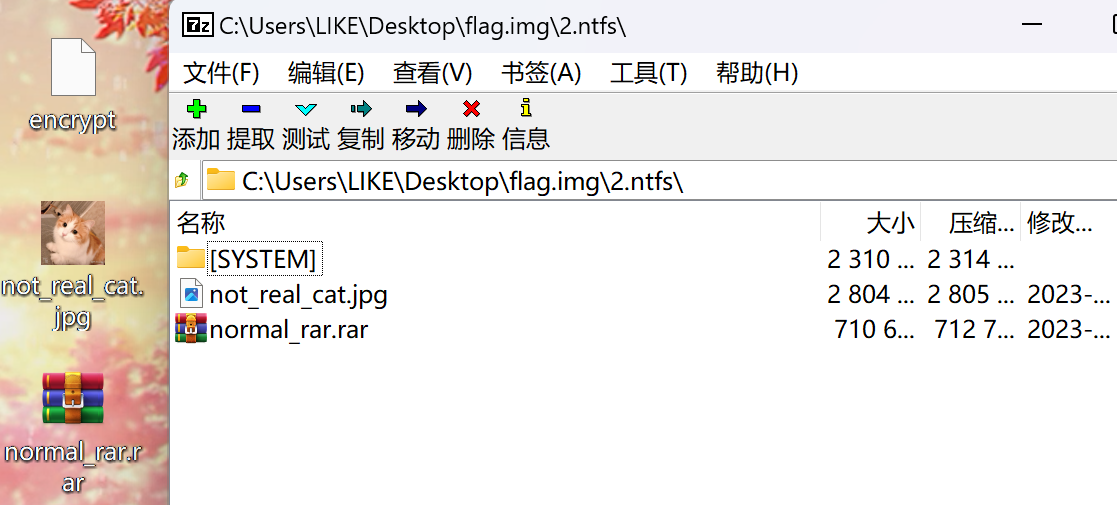 encrypt
not_real_cat.
jpg
normal_rar.r
ar
7z C:\Users\LIKE\Desktop\flag.img\2.ntfs\
文件(F) 编辑(E) 查看(V) 书签(A) 工具(T) 帮助(H)
添加 提取 测试 复制 移动 删除 信息
C:\Users\LIKE\Desktop\flag.img\2.ntfs\
名称 大小 压缩... 修改...
[SYSTEM] 2 310 ... 2 314 ...
not_real_cat.jpg 2 804 ... 2 805 ... 2023-...
normal_rar.rar 710 6... 712 7... 2023-...